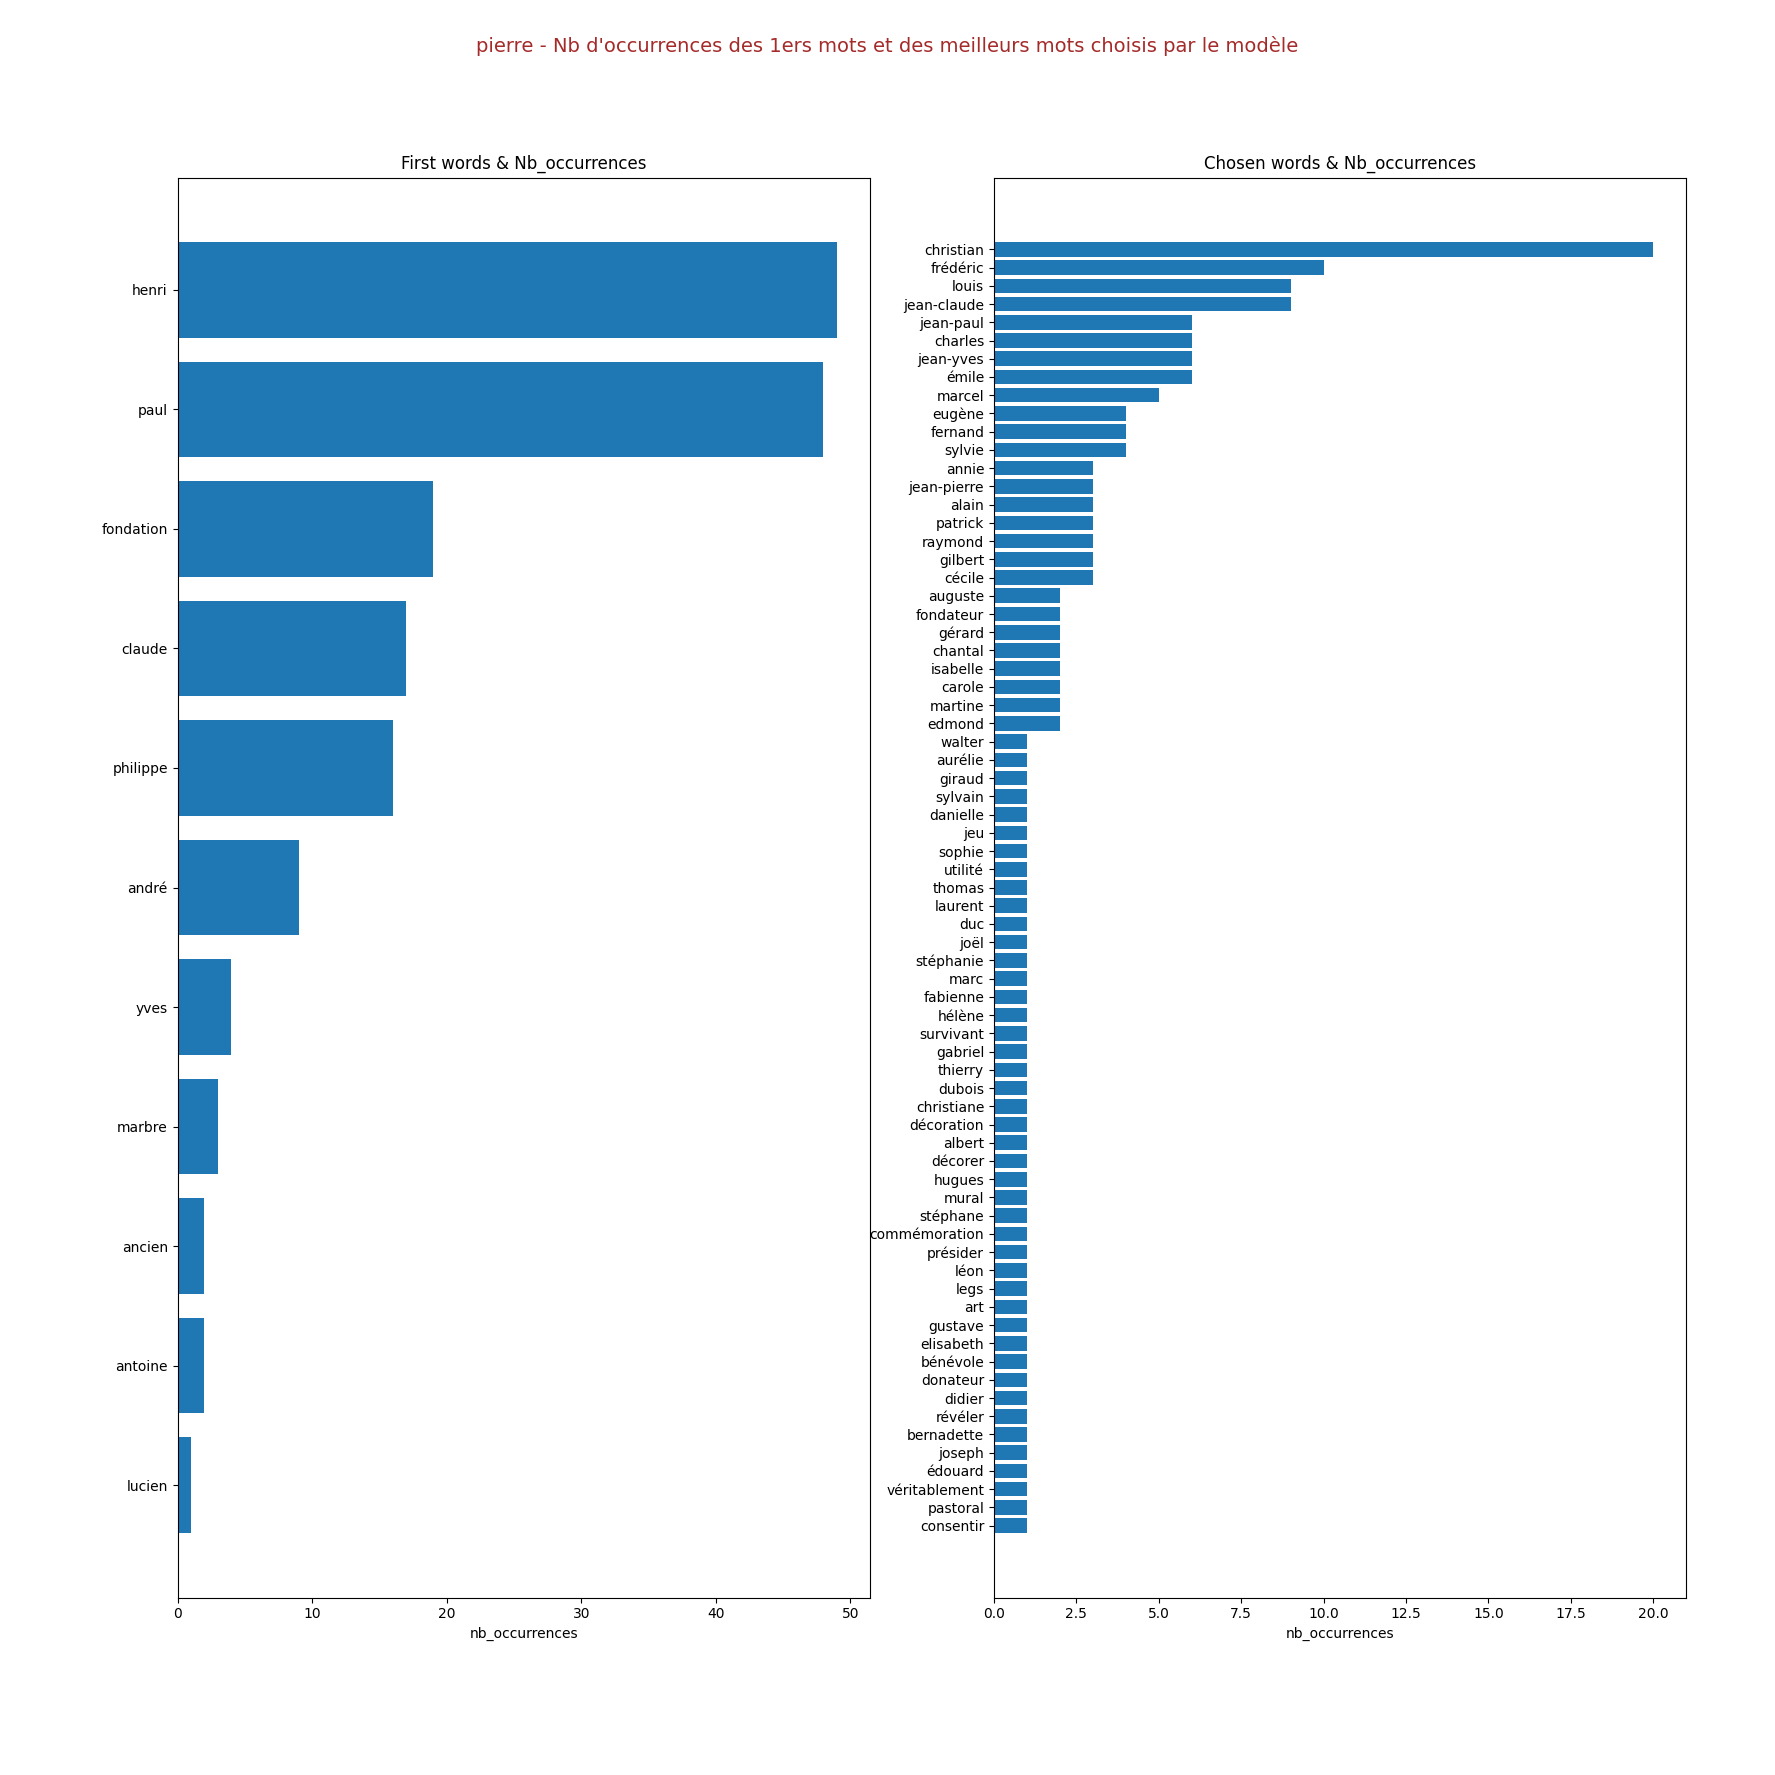 pierre - Nb d'occurrences des 1ers mots et des meilleurs mots choisis par le modèle
First words & Nb_occurrences
henri
paul
fondation
claude
philippe
andré
yves
marbre
ancien
antoine
lucien
0 10 20 30 40 50
nb_occurrences
Chosen words & Nb_occurrences
christian
frédéric
louis
jean-claude
jean-paul
charles
jean-yves
émile
marcel
eugène
fernand
sylvie
annie
jean-pierre
alain
patrick
raymond
gilbert
cécile
auguste
fondateur
gérard
chantal
isabelle
carole
martine
edmond
walter
aurélie
giraud
sylvain
danielle
jeu
sophie
utilité
thomas
laurent
duc
joël
stéphanie
marc
fabienne
hélène
survivant
gabriel
thierry
dubois
christiane
décoration
albert
décorer
hugues
mural
stéphane
commémoration
présider
léon
legs
art
gustave
elisabeth
bénévole
donateur
didier
révéler
bernadette
joseph
édouard
véritablement
pastoral
consentir
0.0 2.5 5.0 7.5 10.0 12.5 15.0 17.5 20.0
nb_occurrences